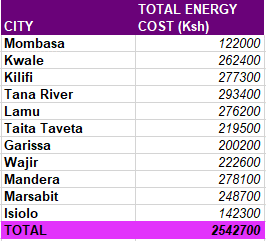 TOTAL ENERGY
CITY COST (Ksh)
Mombasa 122000
Kwale 262400
Kilifi 277300
Tana River 293400
Lamu 276200
Taita Taveta 219500
Garissa 200200
Wajir 222600
Mandera 278100
Marsabit 248700
Isiolo 142300
TOTAL 2542700